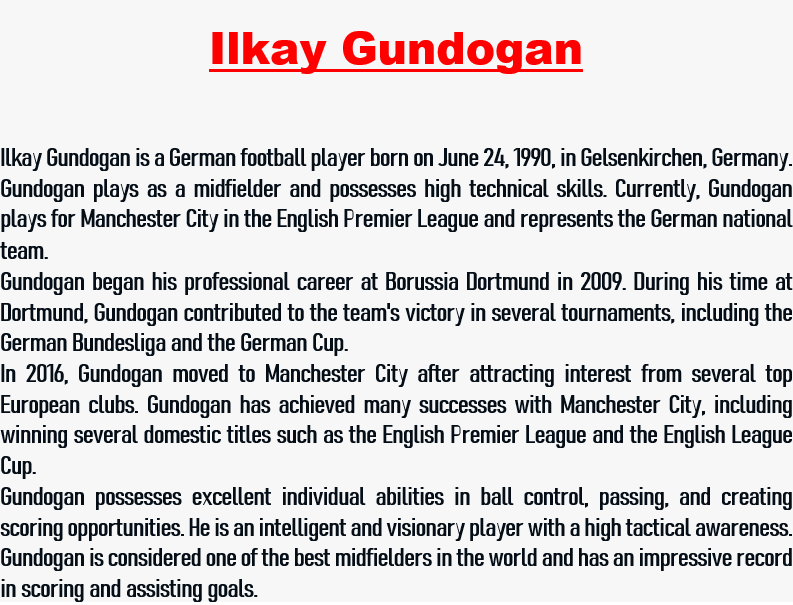 Ilkay Gundogan
Ilkay Gundogan is a German football player born on June 24, 1990, in Gelsenkirchen, Germany.
Gundogan plays as a midfielder and possesses high technical skills. Currently, Gundogan
plays for Manchester City in the English Premier League and represents the German national
team.
Gundogan began his professional career at Borussia Dortmund in 2009. During his time at
Dortmund, Gundogan contributed to the team's victory in several tournaments, including the
German Bundesliga and the German Cup.
In 2016, Gundogan moved to Manchester City after attracting interest from several top
European clubs. Gundogan has achieved many successes with Manchester City, including
winning several domestic titles such as the English Premier League and the English League
Cup.
Gundogan possesses excellent individual abilities in ball control, passing, and creating
scoring opportunities. He is an intelligent and visionary player with a high tactical awareness.
Gundogan is considered one of the best midfielders in the world and has an impressive record
in scoring and assisting goals.